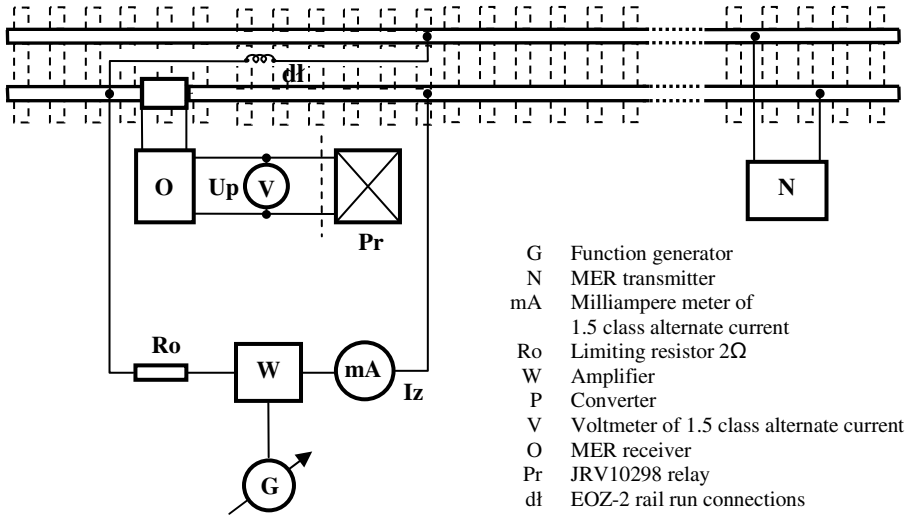 dł
O
Up
V
Pr
N
Ro
W
mA
Iz
G
G Function generator
N MER transmitter
mA Milliampere meter of
1.5 class alternate current
Ro Limiting resistor 2Ω
W Amplifier
P Converter
V Voltmeter of 1.5 class alternate current
O MER receiver
Pr JRV10298 relay
dł EOZ-2 rail run connections